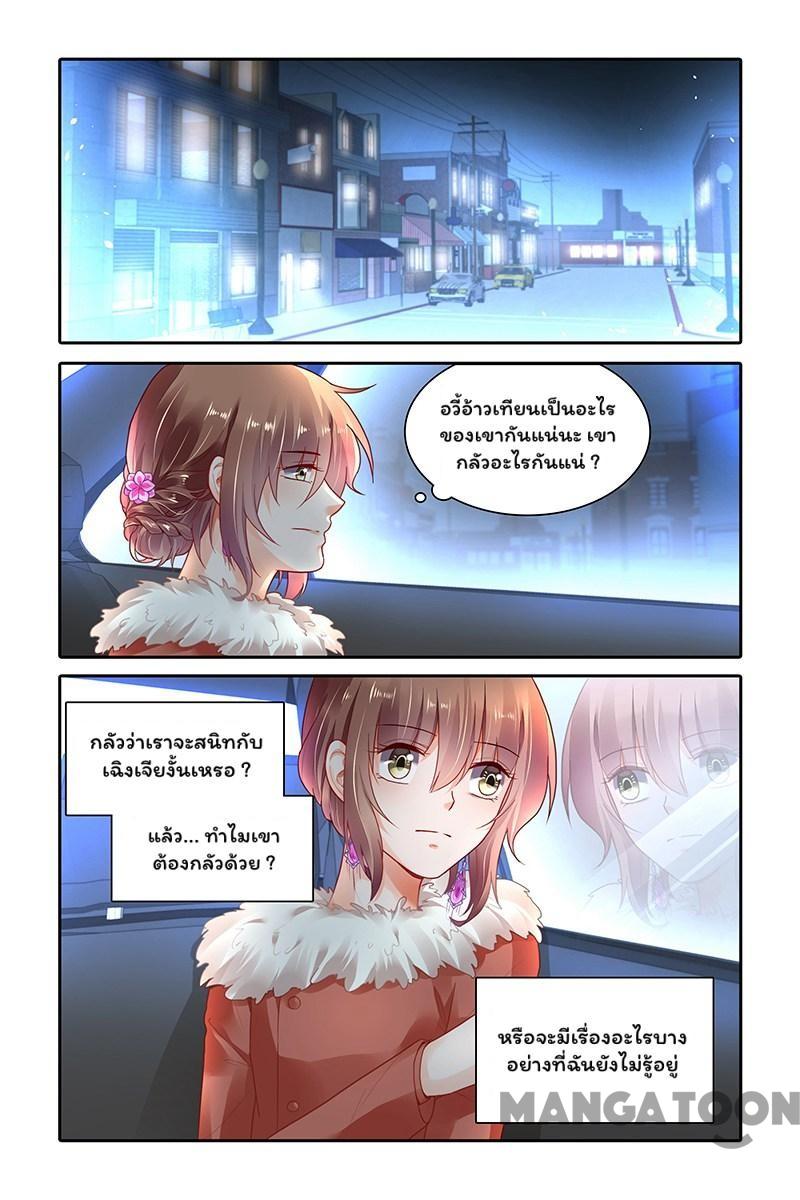 อวี้อ้าวเทียนเป็นอะไร
ของเขากันแน่นะ เขา
กลัวอะไรกันแน่ ?
กลัวว่าเราจะสนิทกับ
เฉิงเจียงั้นเหรอ ?
แล้ว... ทำไมเขา
ต้องกลัวด้วย ?
หรือจะมีเรื่องอะไรบาง
อย่างที่ฉันยังไม่รู้อยู่
MANGATOON